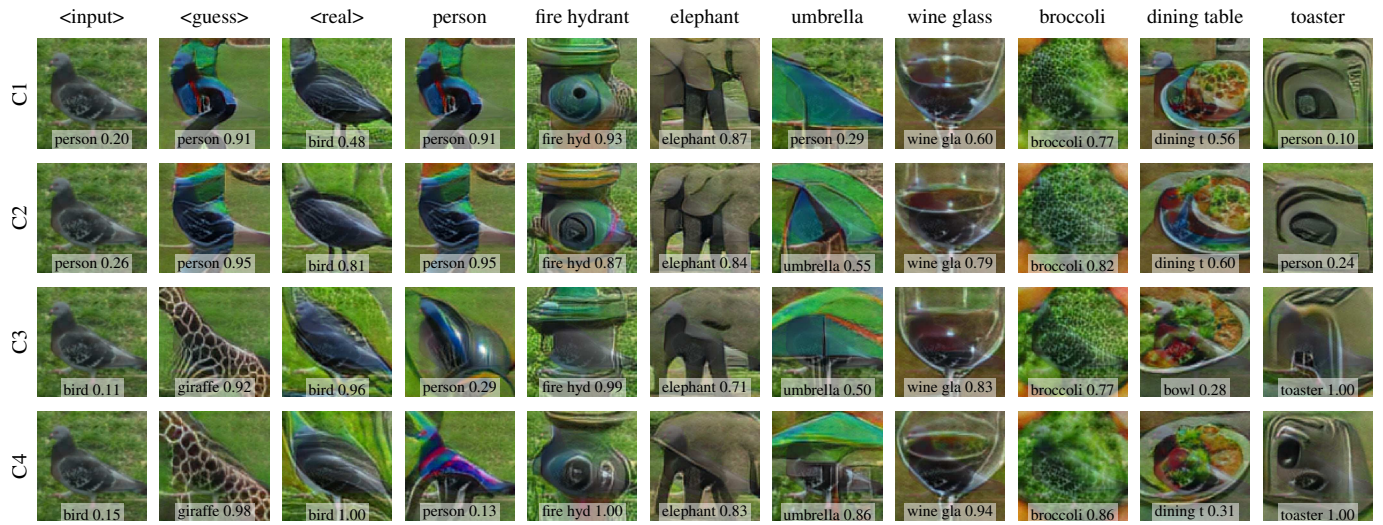 <input> <guess> <real> person fire hydrant elephant umbrella wine glass broccoli dining table toaster
C1
person 0.20 person 0.91 bird 0.48 person 0.91 fire hyd 0.93 elephant 0.87 person 0.29 wine gla 0.60 broccoli 0.77 dining t 0.56 person 0.10
C2
person 0.26 person 0.95 bird 0.81 person 0.95 fire hyd 0.87 elephant 0.84 umbrella 0.55 wine gla 0.79 broccoli 0.82 dining t 0.60 person 0.24
C3
bird 0.11 giraffe 0.92 bird 0.96 person 0.29 fire hyd 0.99 elephant 0.71 umbrella 0.50 wine gla 0.83 broccoli 0.77 bowl 0.28 toaster 1.00
C4
bird 0.15 giraffe 0.98 bird 1.00 person 0.13 fire hyd 1.00 elephant 0.83 umbrella 0.86 wine gla 0.94 broccoli 0.86 dining t 0.31 toaster 1.00